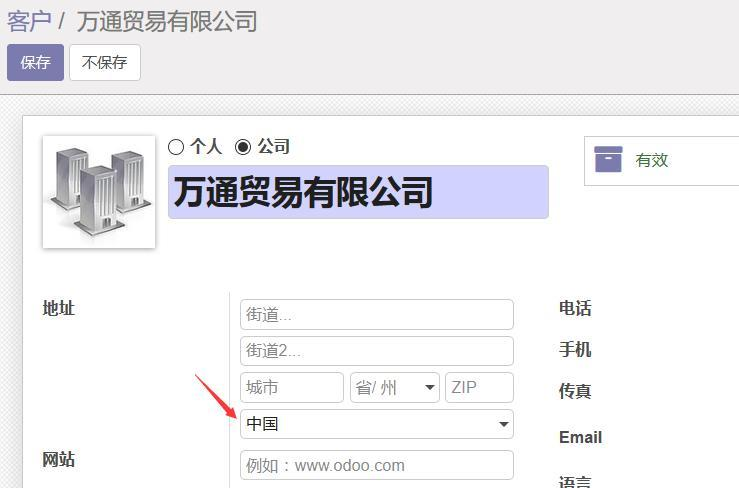 客户 / 万通贸易有限公司
保存 不保存
个人 公司
有效
万通贸易有限公司
地址 街道... 电话
街道2... 手机
城市 省/ 州 ZIP 传真
中国
Email
网站 例如：www.odoo.com
语言